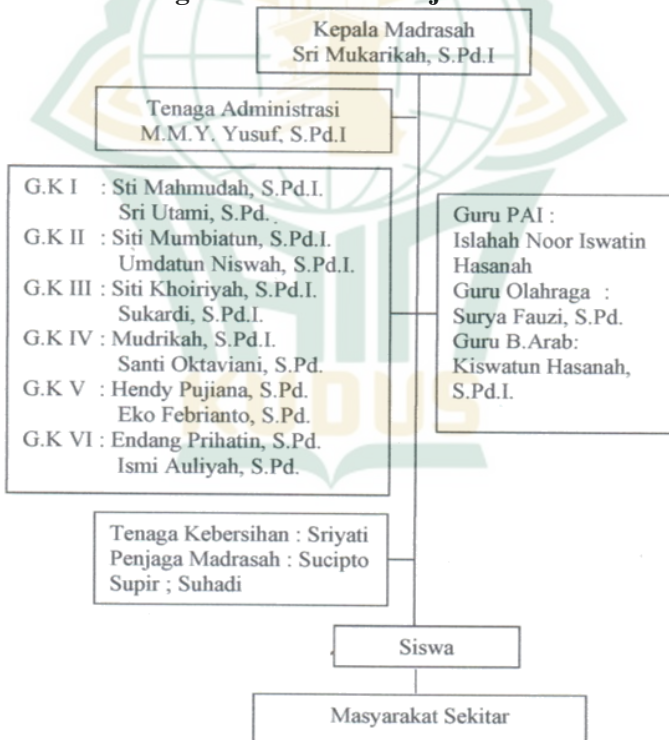 Kepala Madrasah
Sri Mukarikah, S.Pd.I
Tenaga Administrasi
M.M.Y. Yusuf, S.Pd.I
G.K I : Sti Mahmudah, S.Pd.I.
Sri Utami, S.Pd.
G.K II : Siti Mumbiatun, S.Pd.I.
Umdatun Niswah, S.Pd.I.
G.K III : Siti Khoiriyah, S.Pd.I.
Sukardi, S.Pd.I.
G.K IV : Mudrikah, S.Pd.I.
Santi Oktaviani, S.Pd.
G.K V : Hendy Pujiana, S.Pd.
Eko Febrianto, S.Pd.
G.K VI : Endang Prihatin, S.Pd.
Ismi Auliyah, S.Pd.
Guru PAI :
Islahah Noor Iswatin
Hasanah
Guru Olahraga :
Surya Fauzi, S.Pd.
Guru B.Arab:
Kiswatun Hasanah,
S.Pd.I.
KUDUS
Tenaga Kebersihan : Sriyati
Penjaga Madrasah : Sucipto
Supir ; Suhadi
Siswa
Masyarakat Sekitar